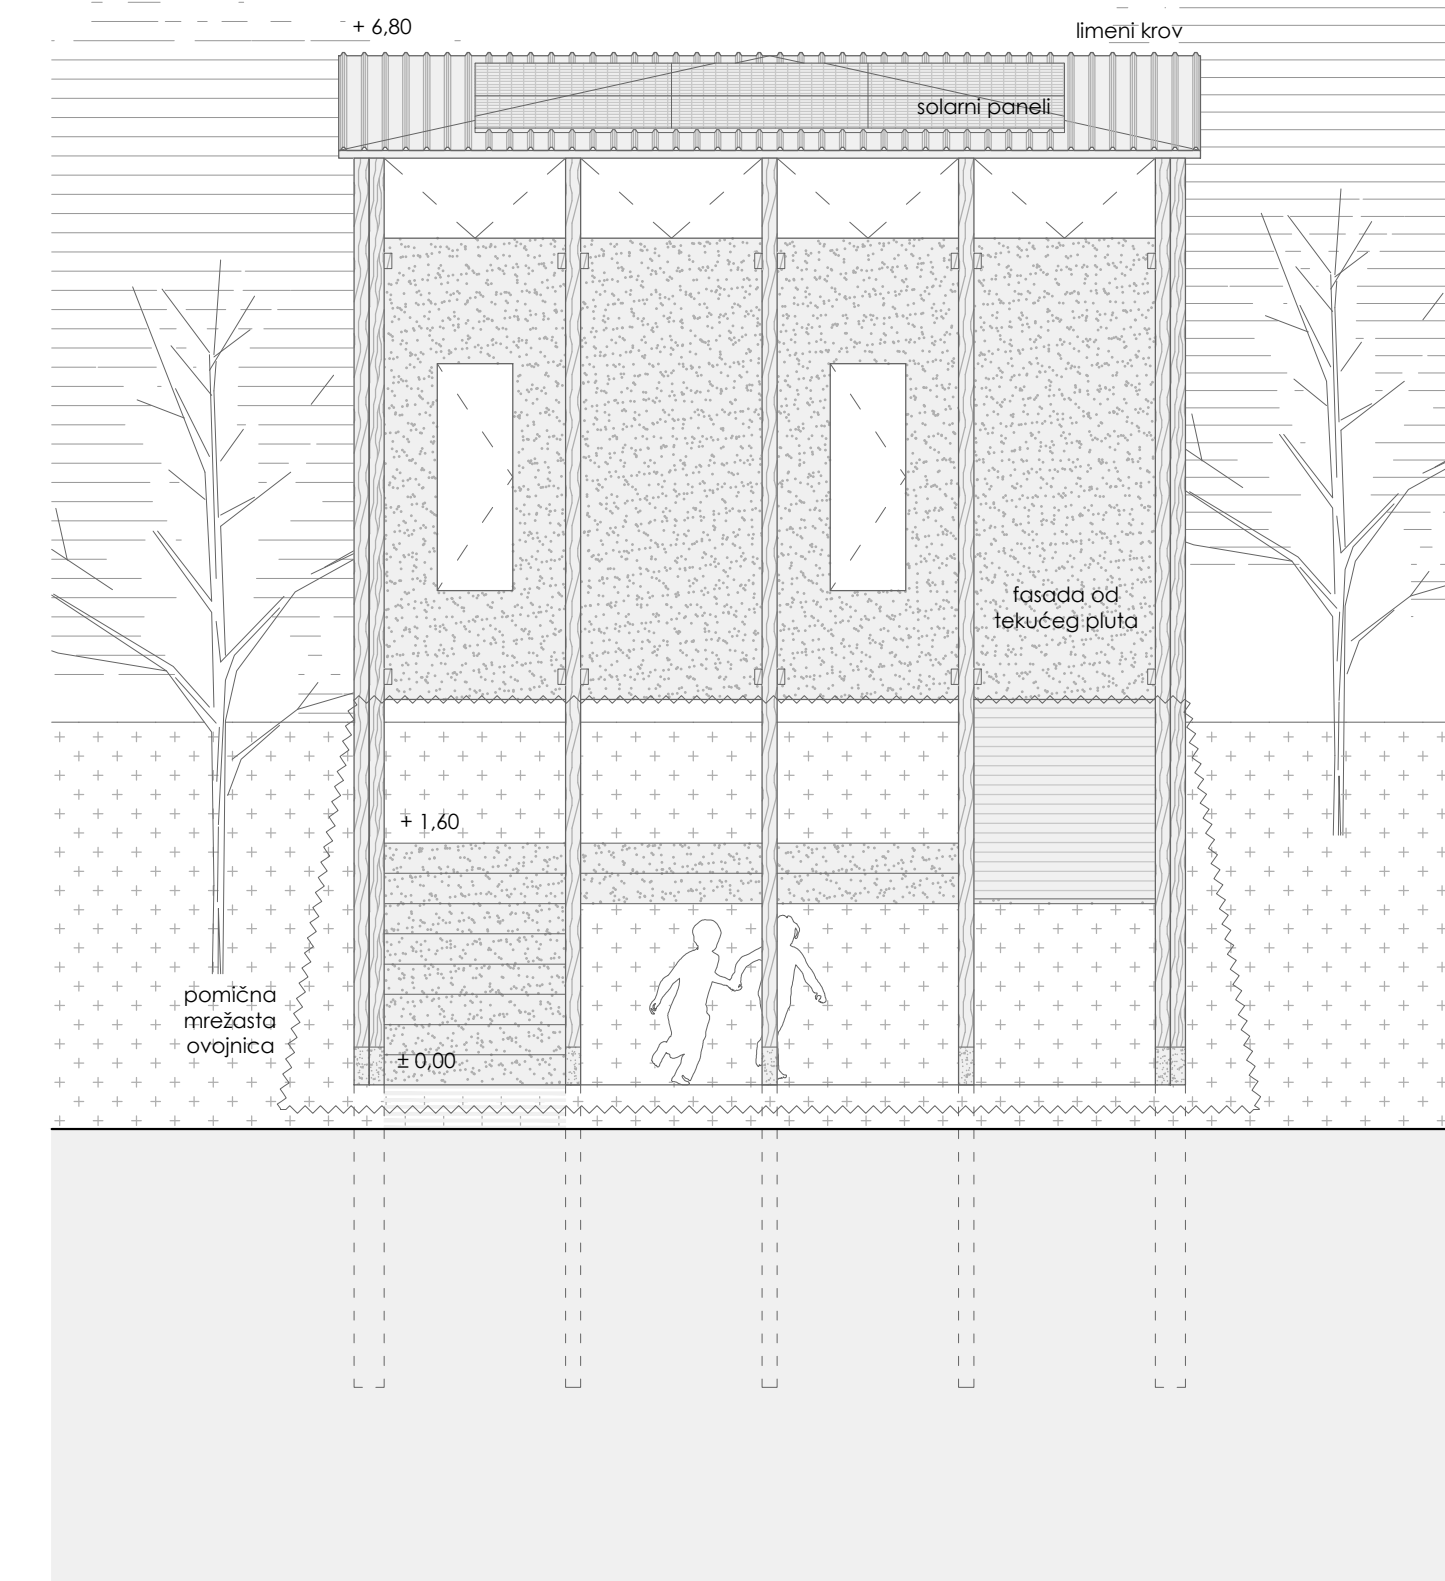 + 6,80
limeni krov
solarni paneli
fasada od
tekućeg pluta
+ 1,60
pomična
mrežasta
ovojnica
± 0,00